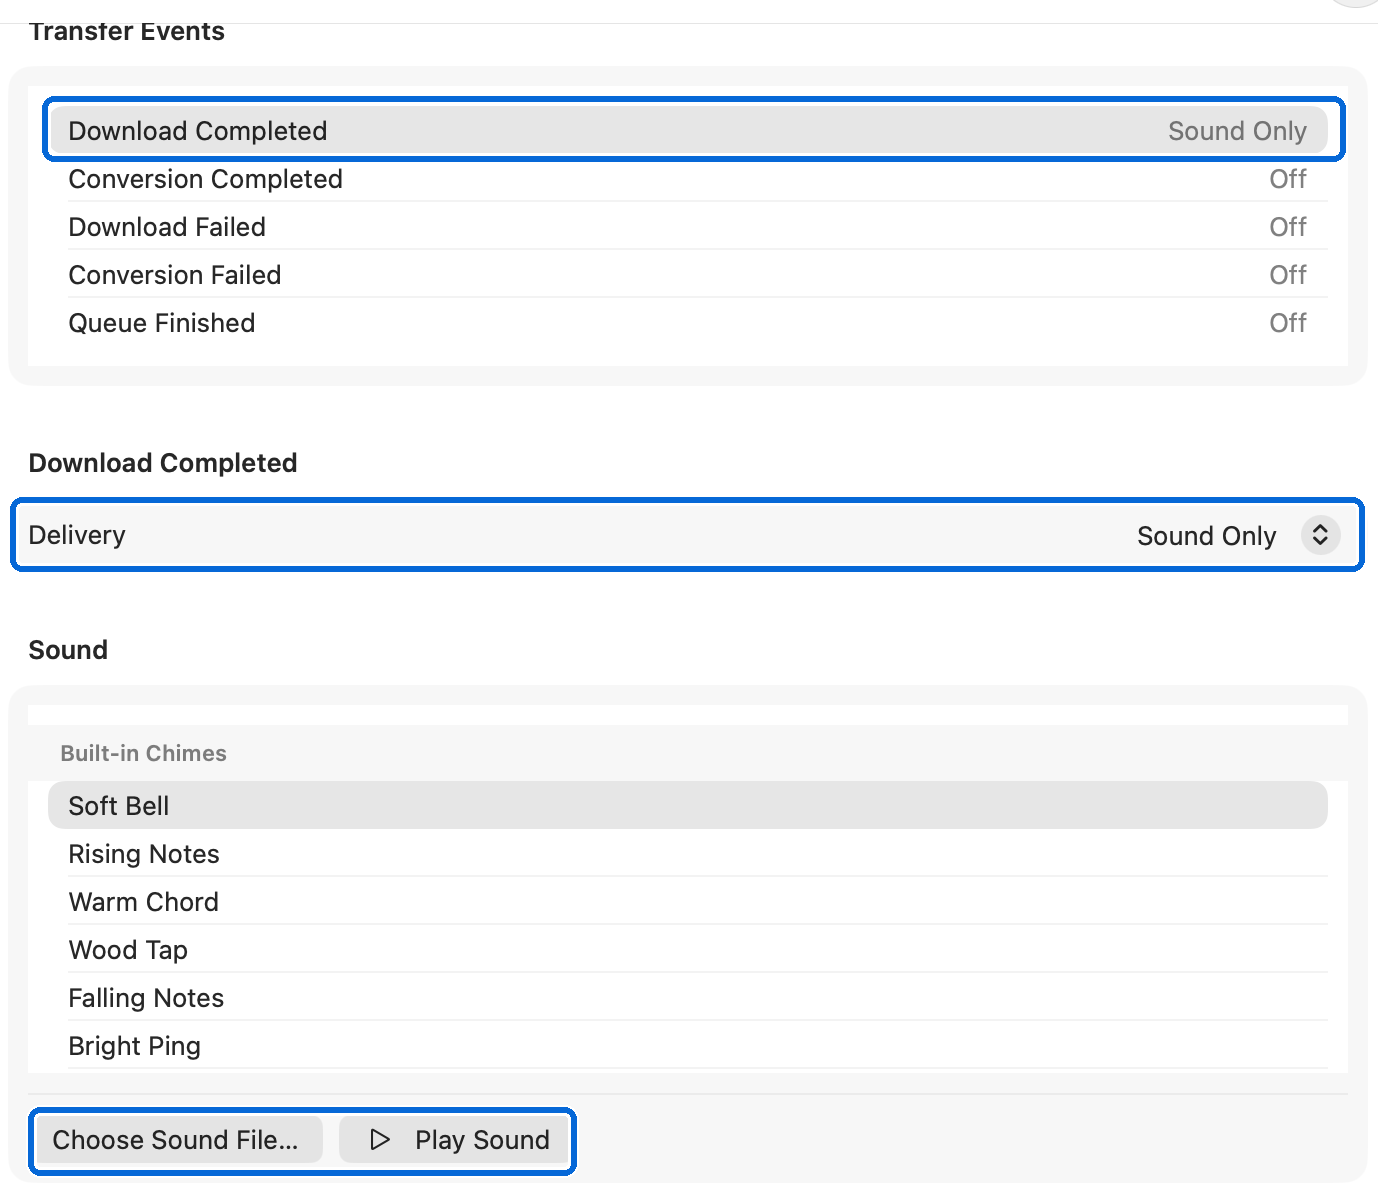 Transfer Events
Download Completed Sound Only
Conversion Completed Off
Download Failed Off
Conversion Failed Off
Queue Finished Off
Download Completed
Delivery Sound Only
Sound
Built-in Chimes
Soft Bell
Rising Notes
Warm Chord
Wood Tap
Falling Notes
Bright Ping
Choose Sound File... Play Sound